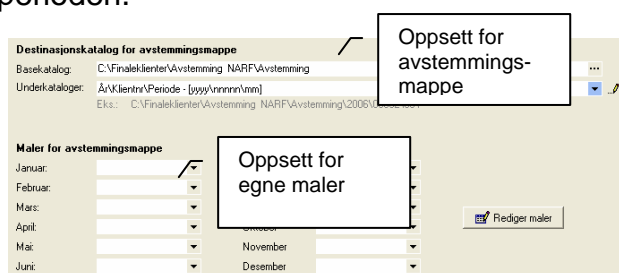 perioden.
Destinasjonskatalog for avstemmingsmappe
Oppsett for
avstemmings-
mappe
Basekatalog: C:\Finaleklienter\Avstemming NARF\Avstemming ...
Underkataloger: År\Klientnr\Periode - [yyyy\nnnnn\mm]
Eks.: C:\Finaleklienter\Avstemming NARF\Avstemming\2006\
Maler for avstemmingsmappe
Oppsett for
egne maler
Januar:
Februar:
Mars:
April: Oktober
Rediger maler
Mai: November
Juni: Desember